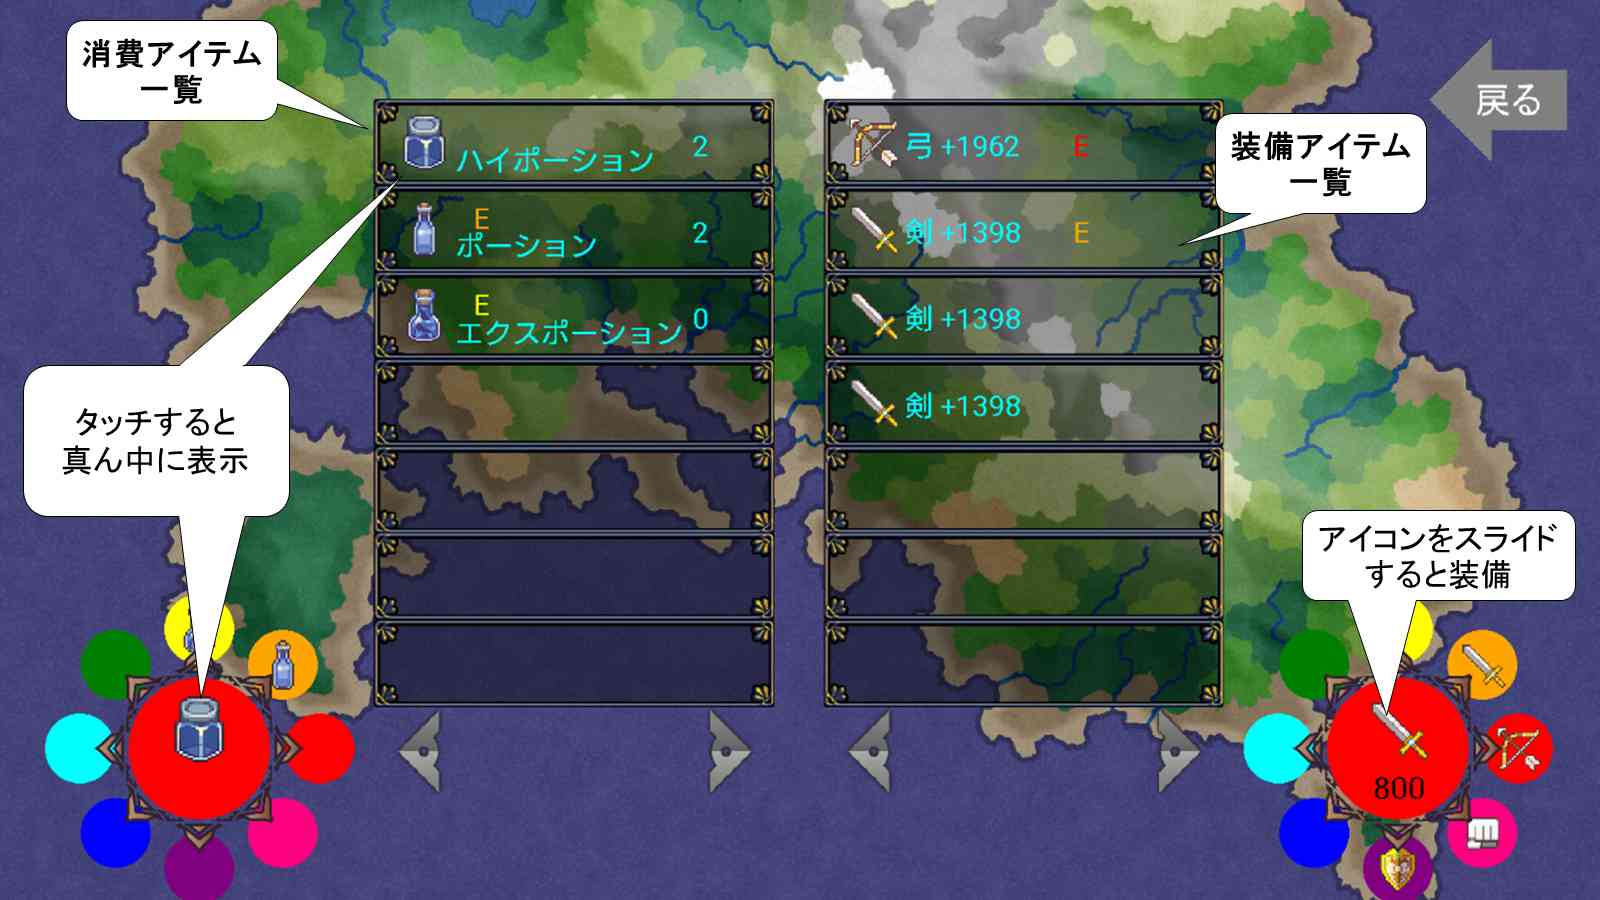 消費アイテム
一覧
戻る
装備アイテム
一覧
ハイポーション 2
E
ポーション 2
E
エクスポーション 0
弓 +1962 E
剣 +1398 E
剣 +1398
剣 +1398
タッチすると
真ん中に表示
アイコンをスライド
すると装備
800